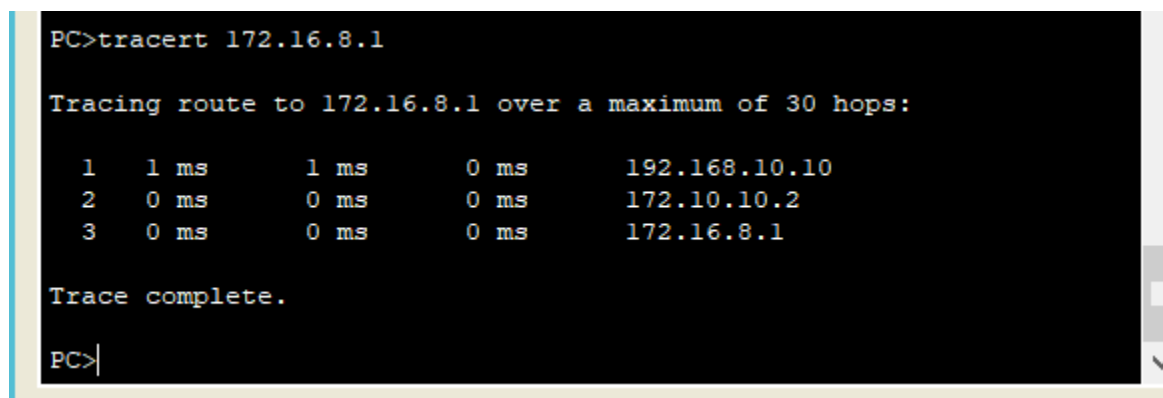 PC>tracert 172.16.8.1
Tracing route to 172.16.8.1 over a maximum of 30 hops:
1 1 ms 1 ms 0 ms 192.168.10.10
2 0 ms 0 ms 0 ms 172.10.10.2
3 0 ms 0 ms 0 ms 172.16.8.1
Trace complete.
PC>